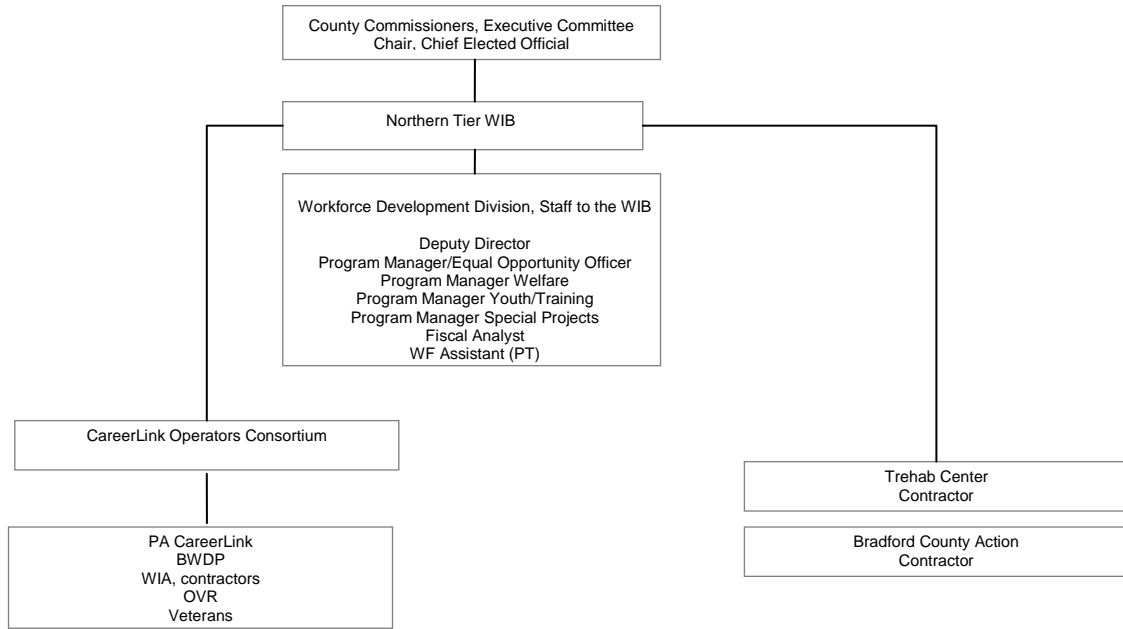 County Commissioners, Executive Committee
Chair, Chief Elected Official
Northern Tier WIB
Workforce Development Division, Staff to the WIB
Deputy Director
Program Manager/Equal Opportunity Officer
Program Manager Welfare
Program Manager Youth/Training
Program Manager Special Projects
Fiscal Analyst
WF Assistant (PT)
CareerLink Operators Consortium
PA CareerLink
BWDP
WIA, contractors
OVR
Veterans
Trehab Center
Contractor
Bradford County Action
Contractor